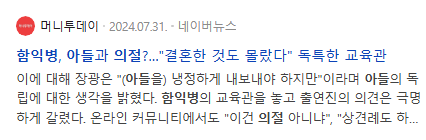 머니투데이 · 2024.07.31. · 네이버뉴스
함익병, 아들과 의절?..."결혼한 것도 몰랐다" 독특한 교육관
이에 대해 장광은 "(아들을) 냉정하게 내보내야 하지만"이라며 아들의 독
립에 대한 생각을 밝혔다. 함익병의 교육관을 놓고 출연진의 의견은 극명
하게 갈렸다. 온라인 커뮤니티에서도 "이건 의절 아니냐", "상견례도 하...